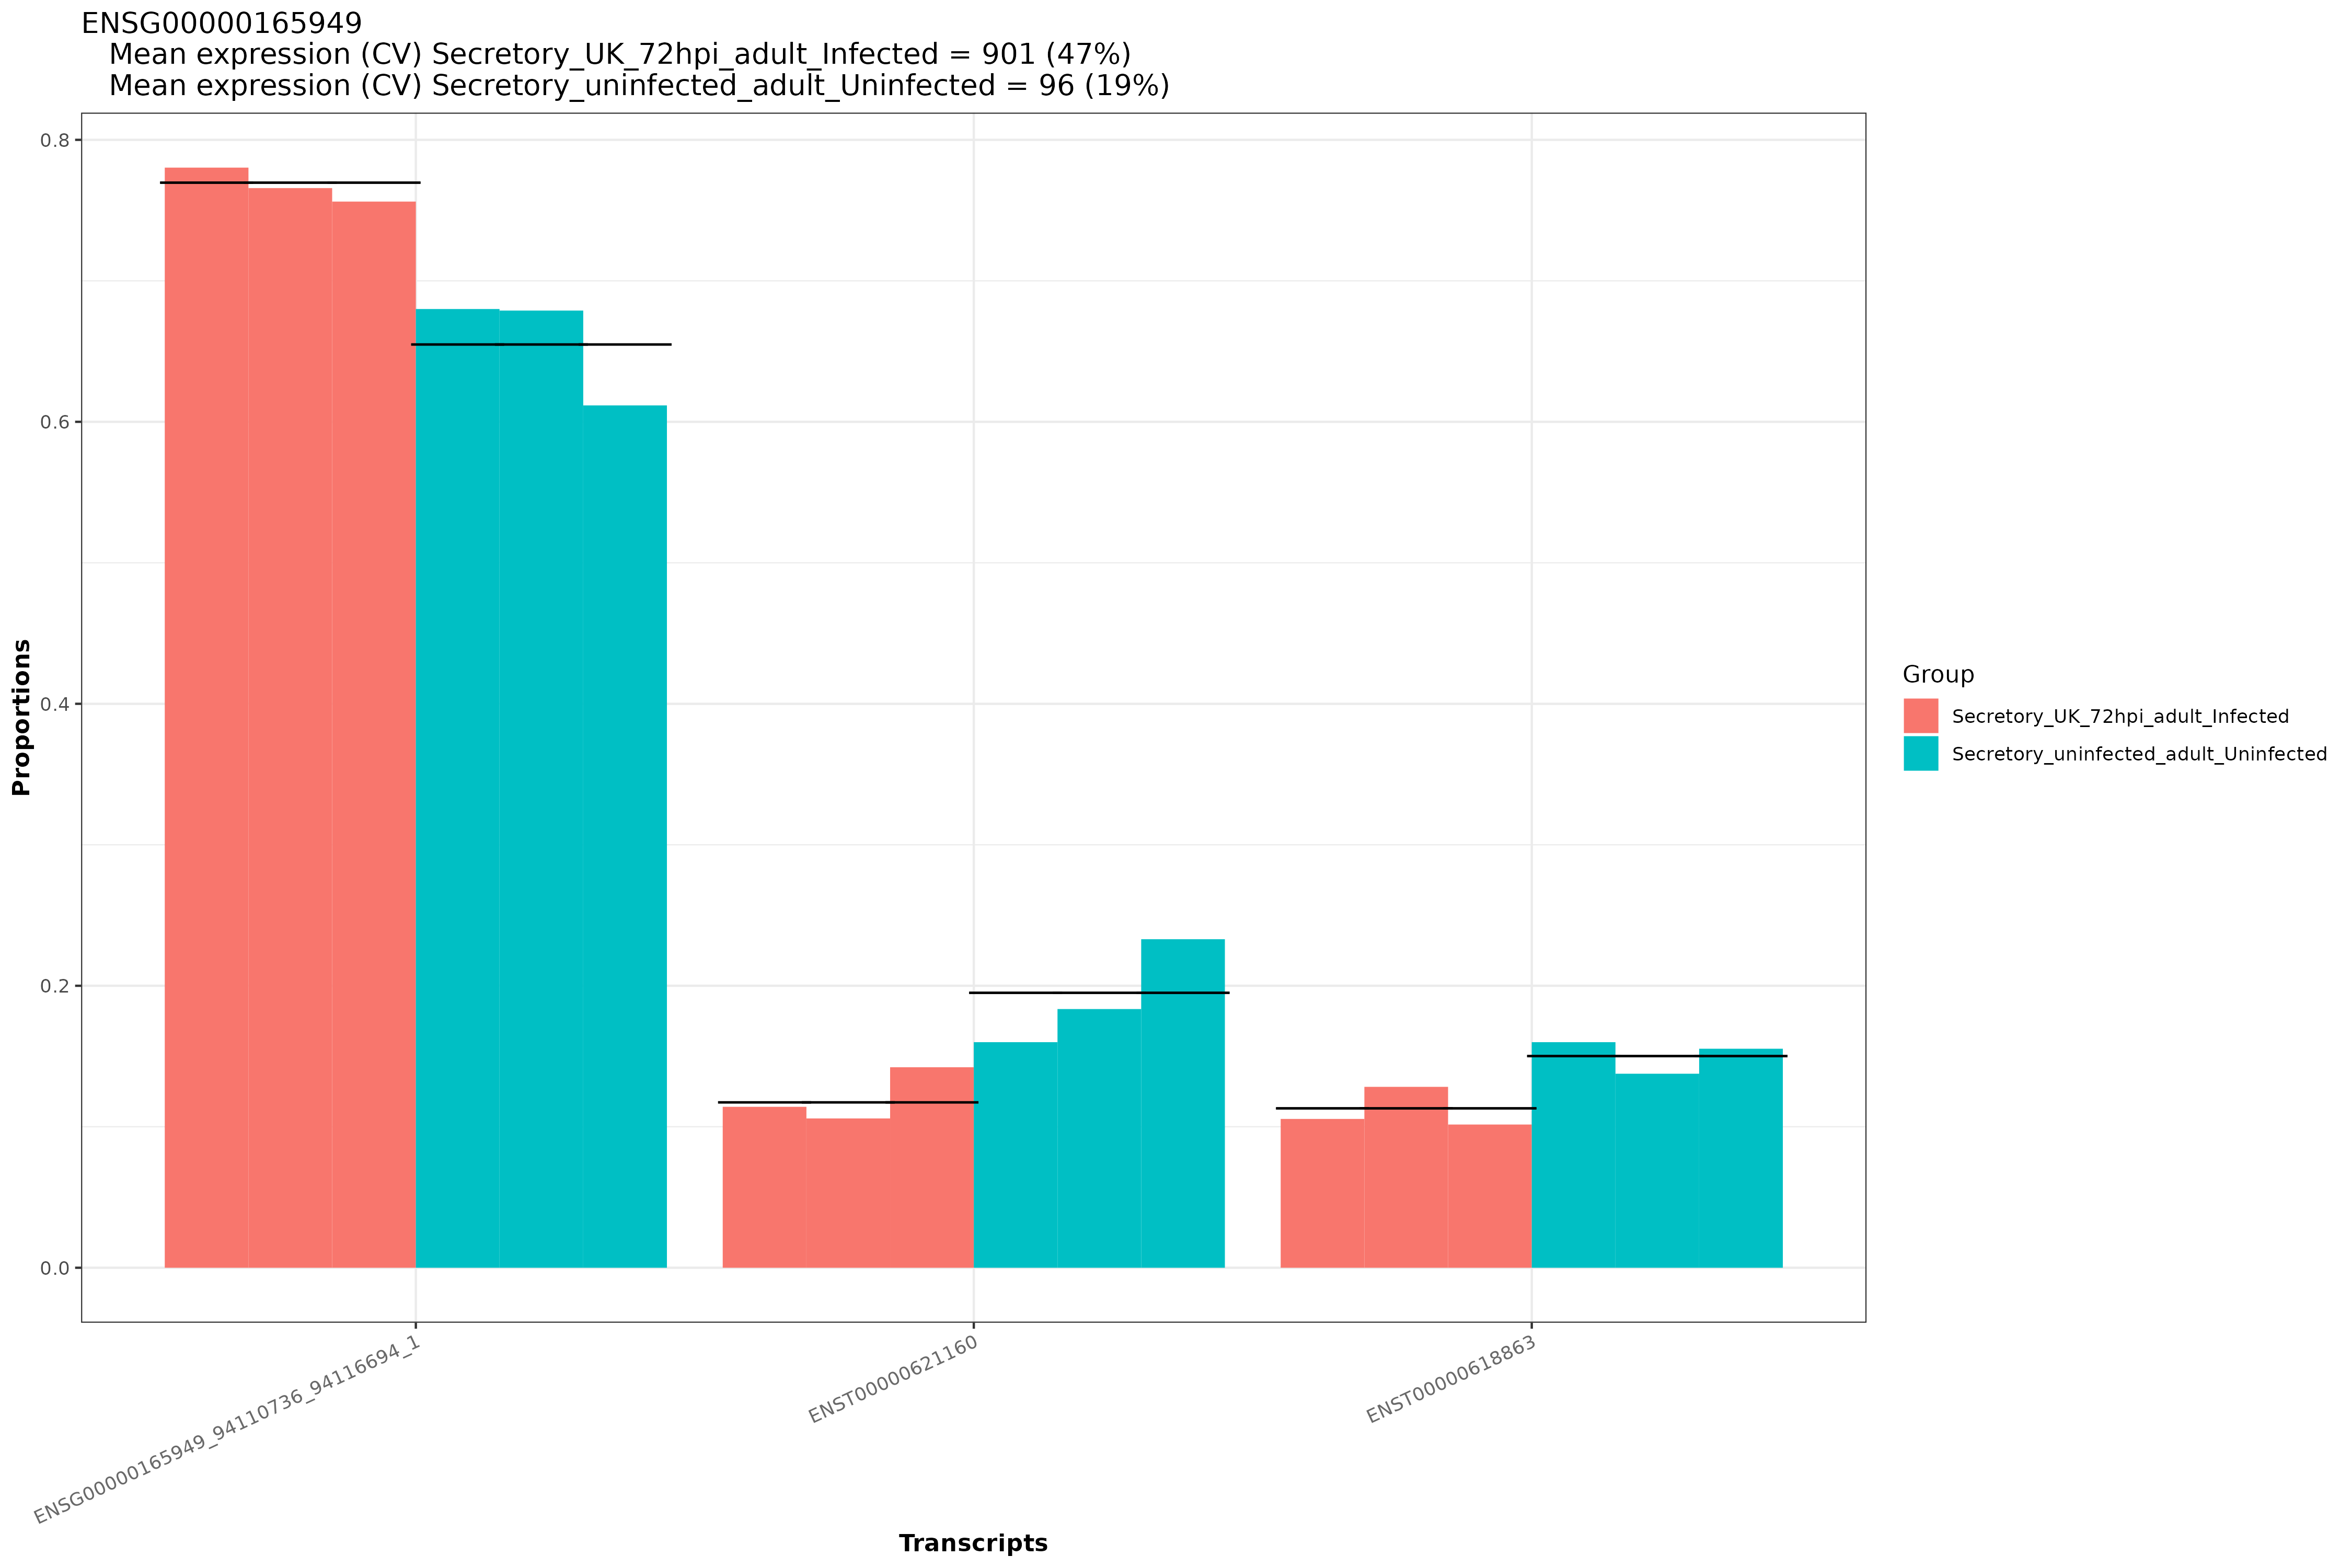 ENSG00000165949
Mean expression (CV) Secretory_UK_72hpi_adult_Infected = 901 (47%)
Mean expression (CV) Secretory_uninfected_adult_Uninfected = 96 (19%)
Proportions
0.8
0.6
0.4
0.2
0.0
ENSG00000165949_94110736_94116694_1
ENST00000621160
ENST00000618863
Transcripts
Group
Secretory_UK_72hpi_adult_Infected
Secretory_uninfected_adult_Uninfected